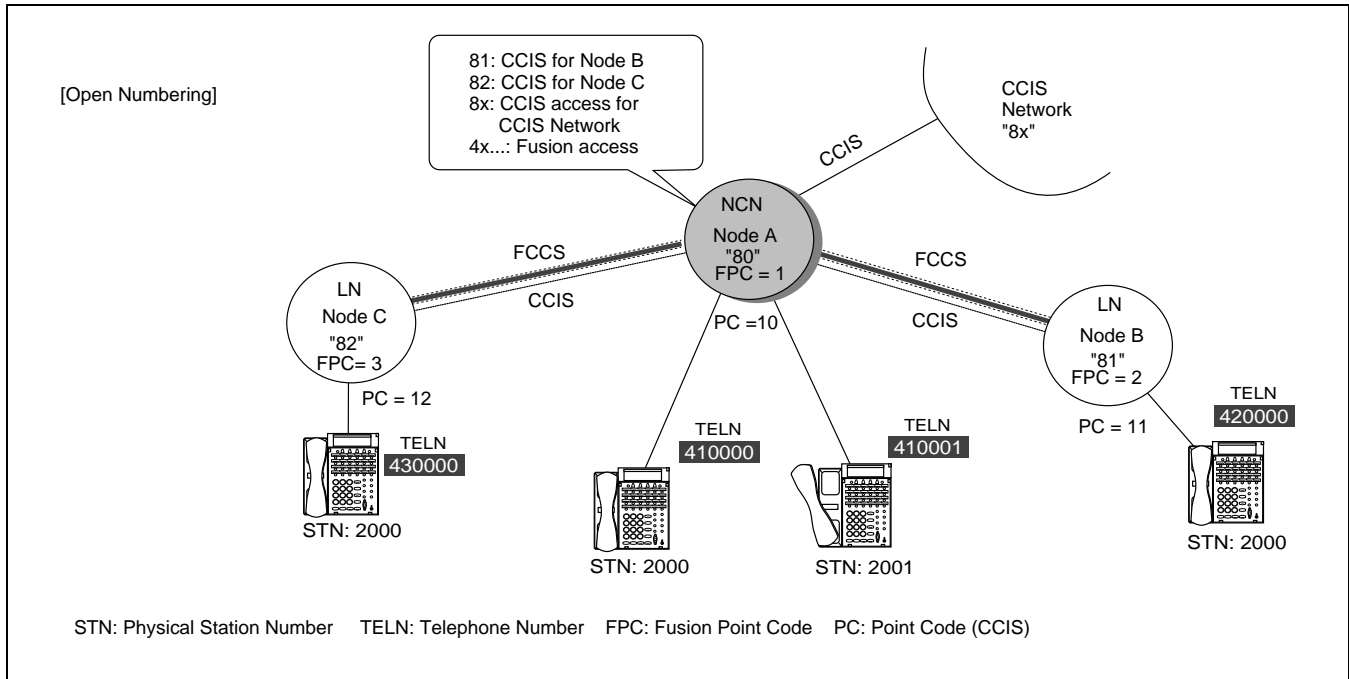 [Open Numbering]
81: CCIS for Node B
82: CCIS for Node C
8x: CCIS access for
CCIS Network
4x...: Fusion access
CCIS
Network
"8x"
CCIS
NCN
Node A
"80"
FPC = 1
FCCS
CCIS
FCCS
CCIS
LN
Node C
"82"
FPC= 3
PC =10
LN
Node B
"81"
FPC = 2
PC = 12
PC = 11
TELN
430000
STN: 2000
TELN
410000
STN: 2000
TELN
410001
STN: 2001
TELN
420000
STN: 2000
STN: Physical Station Number TELN: Telephone Number FPC: Fusion Point Code PC: Point Code (CCIS)